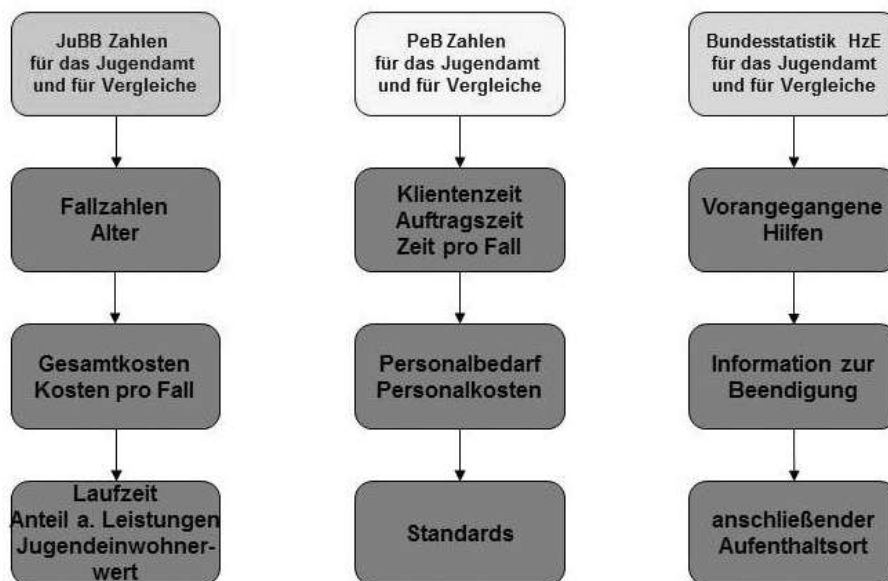 JuBB Zahlen
für das Jugendamt
und für Vergleiche
Fallzahlen
Alter
Gesamtkosten
Kosten pro Fall
Laufzeit
Anteil a. Leistungen
Jugendeinwohner-
wert
PeB Zahlen
für das Jugendamt
und für Vergleiche
Klientenzeit
Auftragszeit
Zeit pro Fall
Personalbedarf
Personalkosten
Standards
Bundesstatistik HzE
für das Jugendamt
und für Vergleiche
Vorangegangene
Hilfen
Information zur
Beendigung
anschließender
Aufenthaltsort